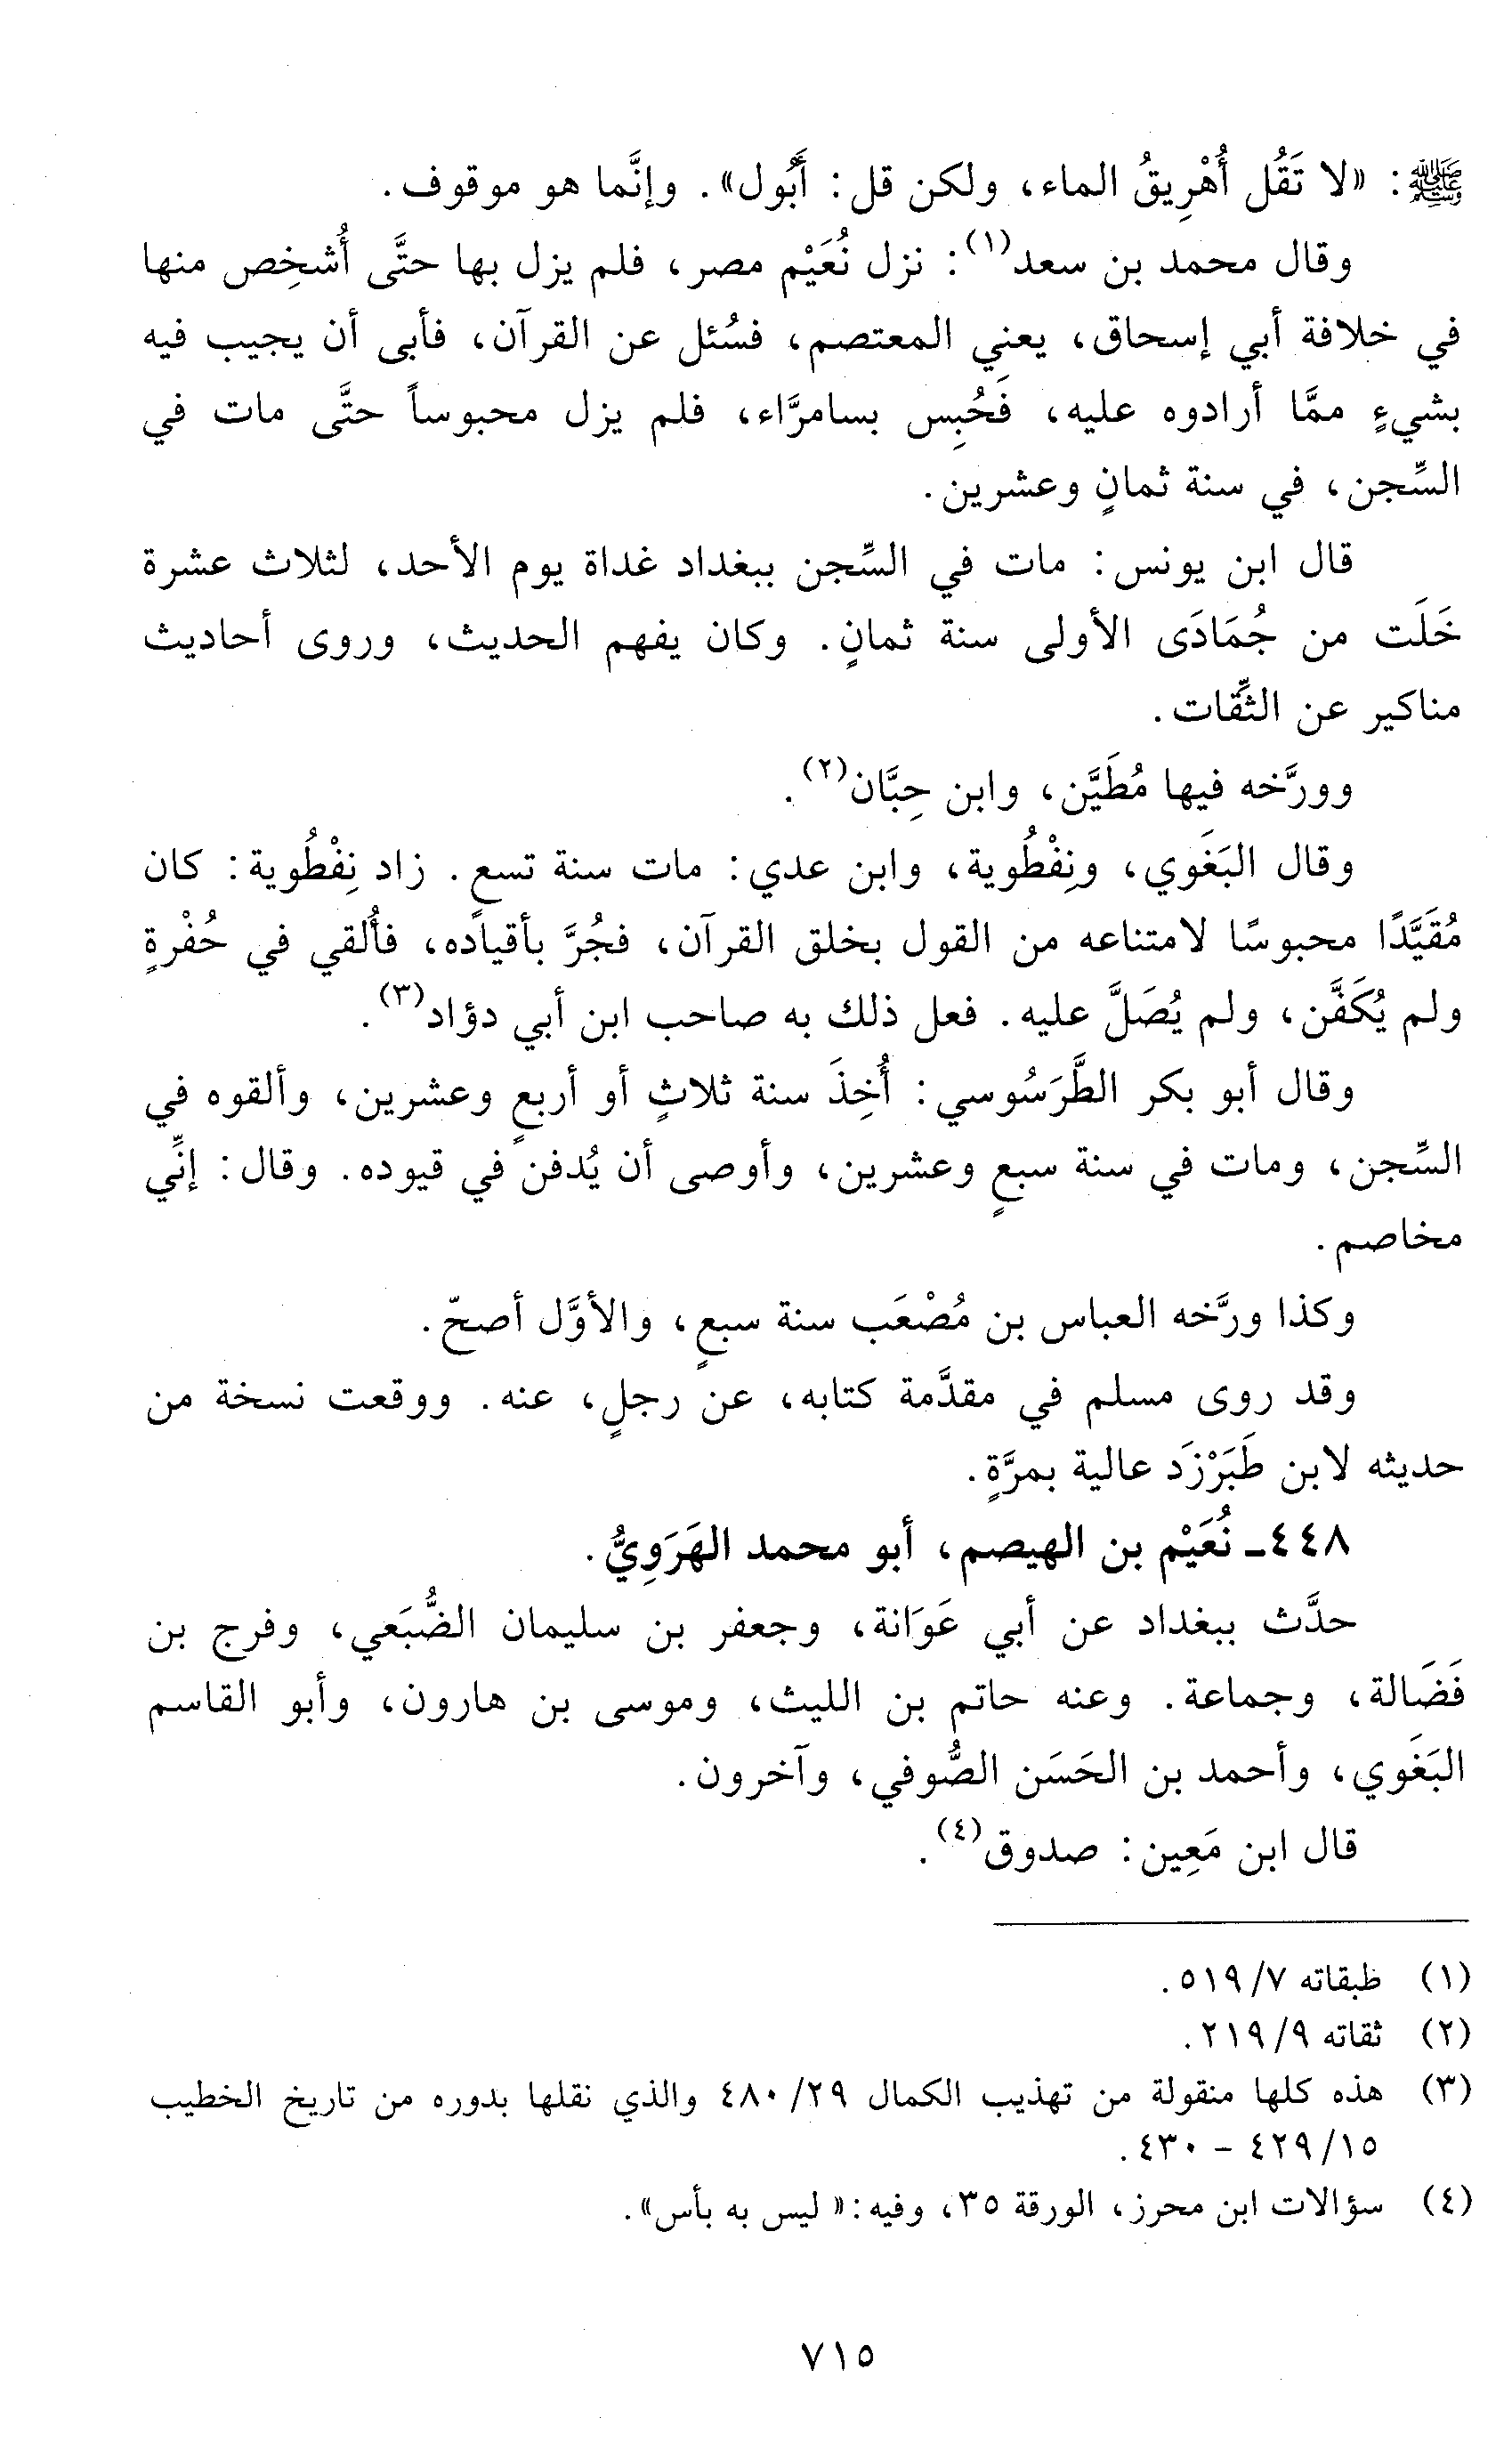 ﷺ: «لا تَقُل أُهْرِيقُ الماء، ولكن قل: أَبُول». وإنَّما هو موقوف.
وقال محمد بن سعد(١): نزل نُعَيْم مصر، فلم يزل بها حتَّى أُشخِص منها
في خلافة أبي إسحاق، يعني المعتصم، فسُئل عن القرآن، فأبى أن يجيب فيه
بشيءٍ ممَّا أرادوه عليه، فَحُبِس بسامرَّاء، فلم يزل محبوساً حتَّى مات في
السِّجن، في سنة ثمانٍ وعشرين.
قال ابن يونس: مات في السِّجن ببغداد غداة يوم الأحد، لثلاث عشرة
خَلَت من جُمَادَى الأولى سنة ثمانٍ. وكان يفهم الحديث، وروى أحاديث
مناكير عن الثِّقات.
وورَّخه فيها مُطَيَّن، وابن حِبَّان(٢).
وقال البَغَوي، ونِفْطُوية، وابن عدي: مات سنة تسعٍ. زاد نِفْطُوية: كان
مُقَيَّدًا محبوسًا لامتناعه من القول بخلق القرآن، فجُرَّ بأقياده، فأُلقي في حُفْرةٍ
ولم يُكَفَّن، ولم يُصَلَّ عليه. فعل ذلك به صاحب ابن أبي دؤاد(٣).
وقال أبو بكر الطَّرَسُوسي: أُخِذَ سنة ثلاثٍ أو أربعٍ وعشرين، وألقوه في
السِّجن، ومات في سنة سبعٍ وعشرين، وأوصى أن يُدفن في قيوده. وقال: إنِّي
مخاصم.
وكذا ورَّخه العباس بن مُصْعَب سنة سبعٍ، والأوَّل أصحّ.
وقد روى مسلم في مقدَّمة كتابه، عن رجلٍ، عنه. ووقعت نسخة من
حديثه لابن طَبَرْزَد عالية بمرَّةٍ.
٤٤٨ـ نُعَيْم بن الهيصم، أبو محمد الهَرَوِيُّ.
حدَّث ببغداد عن أبي عَوَانة، وجعفر بن سليمان الضُّبَعي، وفرج بن
فَضَالة، وجماعة. وعنه حاتم بن الليث، وموسى بن هارون، وأبو القاسم
البَغَوي، وأحمد بن الحَسَن الصُّوفي، وآخرون.
قال ابن مَعِين: صدوق(٤).
(١) طبقاته ٧/ ٥١٩.
(٢) ثقاته ٩/ ٢١٩.
(٣) هذه كلها منقولة من تهذيب الكمال ٢٩/ ٤٨٠ والذي نقلها بدوره من تاريخ الخطيب
١٥/ ٤٢٩ - ٤٣٠.
(٤) سؤالات ابن محرز، الورقة ٣٥، وفيه: «ليس به بأس».
٧١٥